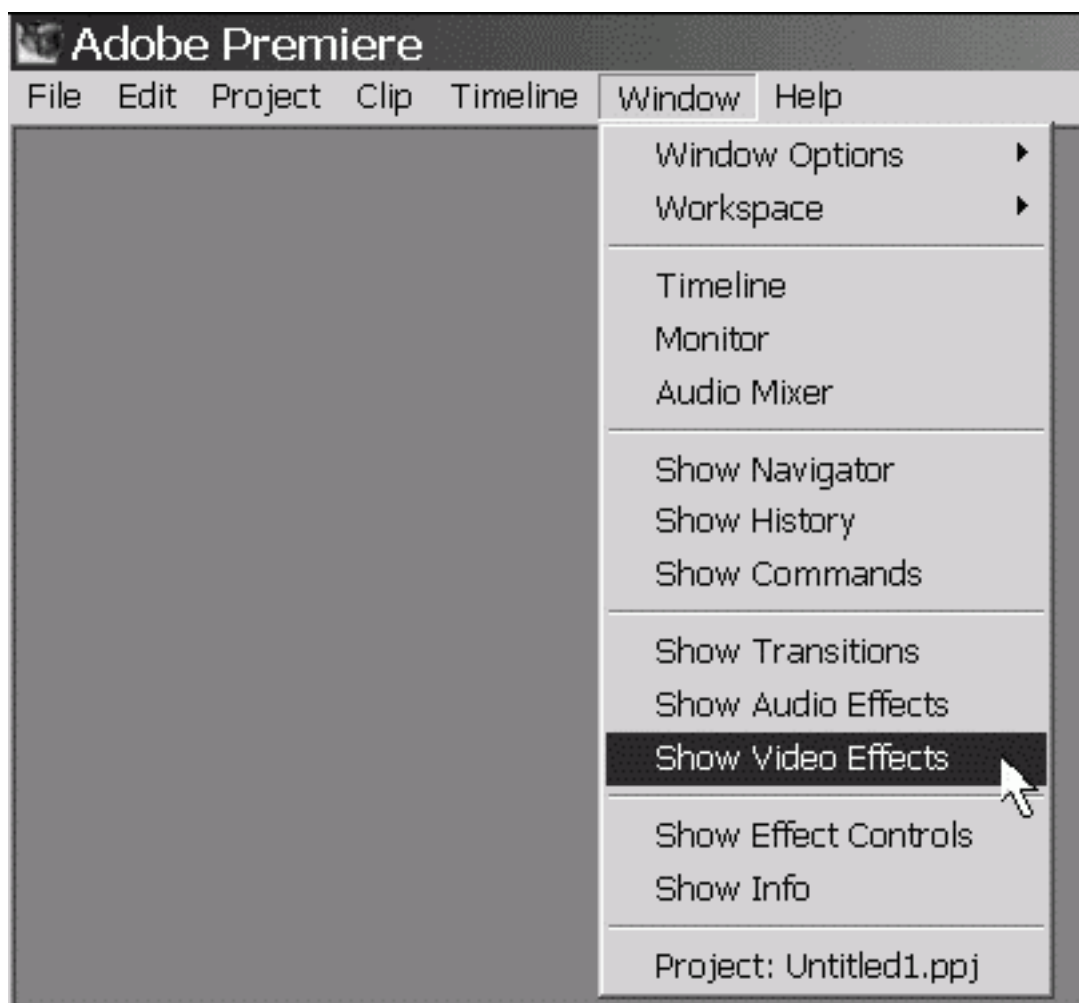 Adobe Premiere
File Edit Project Clip Timeline Window Help
Window Options
Workspace
Timeline
Monitor
Audio Mixer
Show Navigator
Show History
Show Commands
Show Transitions
Show Audio Effects
Show Video Effects
Show Effect Controls
Show Info
Project: Untitled1.ppj